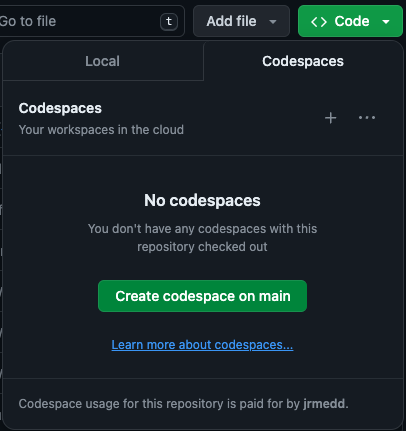 Go to file
t
Add file
Code
Local
Codespaces
Codespaces
Your workspaces in the cloud
No codespaces
You don't have any codespaces with this
repository checked out
Create codespace on main
Learn more about codespaces...
Codespace usage for this repository is paid for by jrmedd.